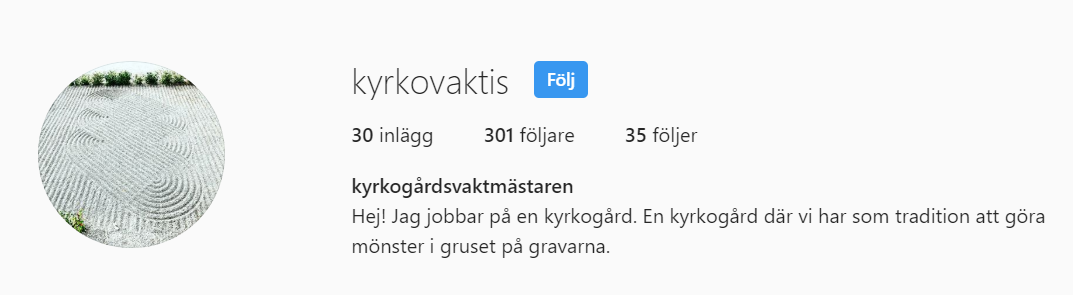 kyrkovaktis Följ
30 inlägg 301 följare 35 följer
kyrkogårdsvaktmästaren
Hej! Jag jobbar på en kyrkogård. En kyrkogård där vi har som tradition att göra
mönster i gruset på gravarna.